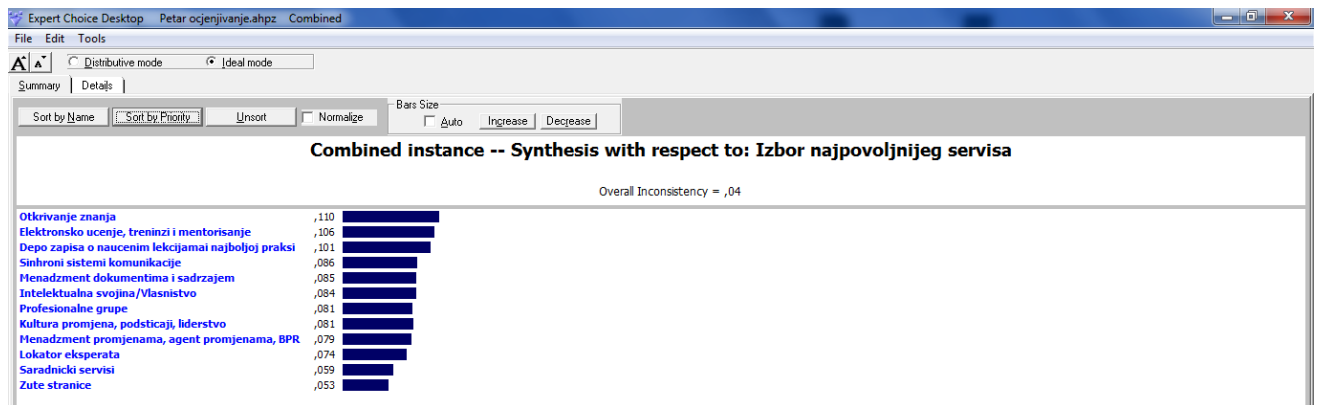 Expert Choice Desktop Petar ocjenjivanje.ahpz Combined
File Edit Tools
A A Distributive mode Ideal mode
Summary Details
Bars Size
Sort by Name Sort by Priority Unsort Normalize Auto Increase Decrease
Combined instance -- Synthesis with respect to: Izbor najpovoljnijeg servisa
Overall Inconsistency = ,04
Otkrivanje znanja ,110
Elektronsko ucenje, treninzi i mentorisanje ,106
Depo zapisa o naucenim lekcijamai najboljoj praksi ,101
Sinhroni sistemi komunikacije ,086
Menadzment dokumentima i sadrzajem ,085
Intelektualna svojina/Vlasnistvo ,084
Profesionalne grupe ,081
Kultura promjena, podsticaji, liderstvo ,081
Menadzment promjenama, agent promjenama, BPR ,079
Lokator eksperata ,074
Saradnicki servisi ,059
Zute stranice ,053